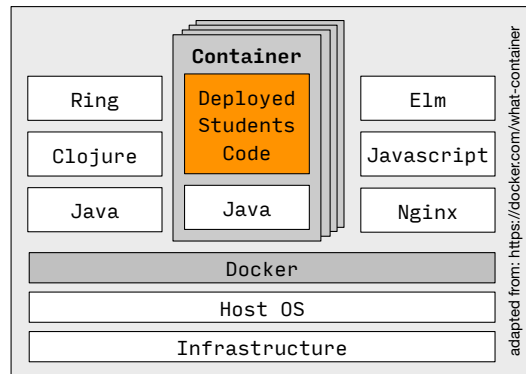 Container
Ring
Deployed
Students
Code
Elm
Clojure
Javascript
Java
Java
Nginx
Docker
Host OS
Infrastructure
adapted from: https://docker.com/what-container